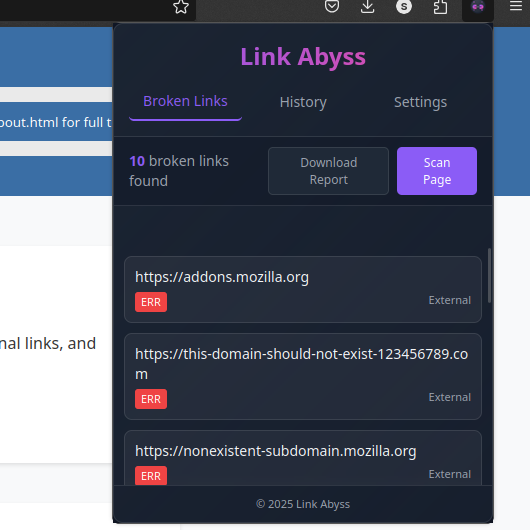 S
Link Abyss
Broken Links
History
Settings
out.html for full t
10 broken links
found
Download
Report
Scan
Page
https://addons.mozilla.org
ERR
External
https://this-domain-should-not-exist-123456789.co
m
ERR
External
nal links, and
https://nonexistent-subdomain.mozilla.org
ERR
External
© 2025 Link Abyss